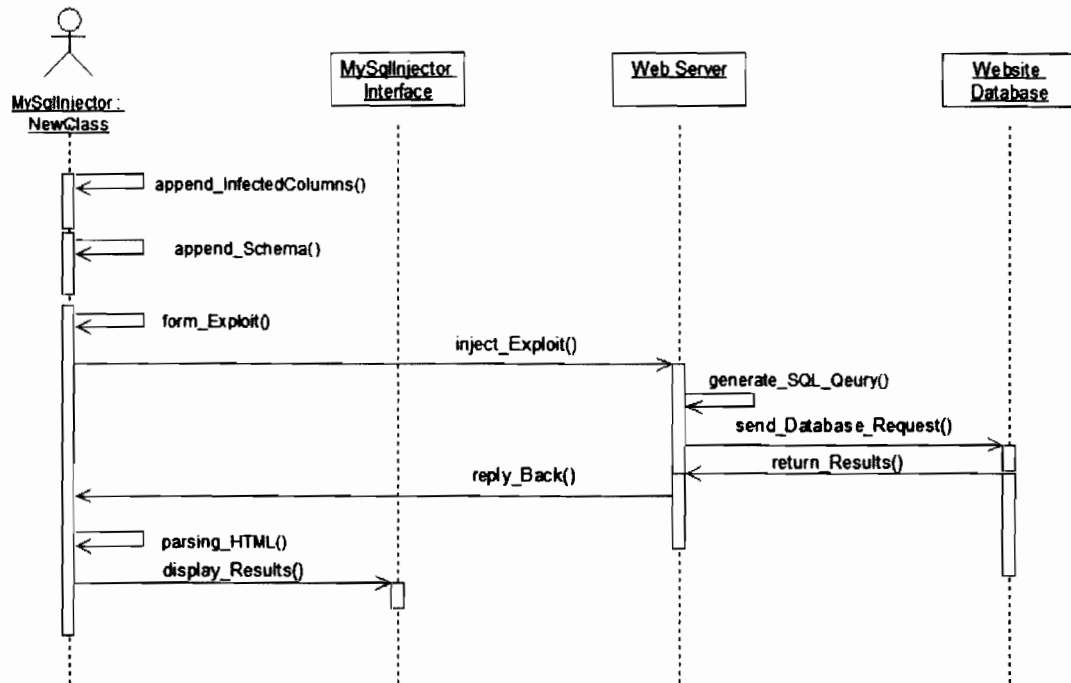 MySqlInjector
Interface
Web Server
Website
Database
MySqlInjector :
NewClass
append_InfectedColumns()
append_Schema()
form_Exploit()
inject_Exploit()
generate_SQL_Qeury()
send_Database_Request()
return_Results()
reply_Back()
parsing_HTML()
display_Results()